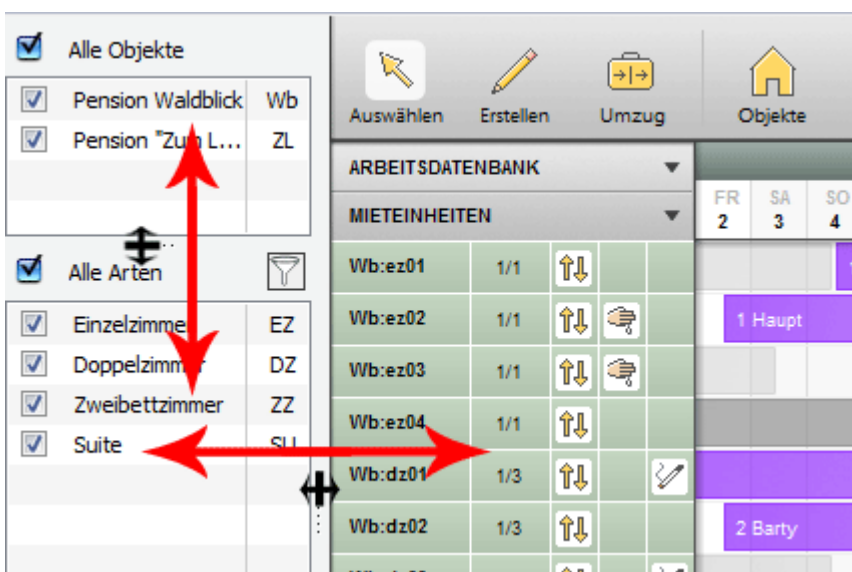 Alle Objekte
Pension Waldblick Wb
Pension "Zum L... ZL
Alle Arten
Einzelzimmer EZ
Doppelzimmer DZ
Zweibettzimmer ZZ
Suite SU
Auswählen Erstellen Umzug Objekte
ARBEITSDATENBANK
MIETEINHEITEN
FR SA SO
2 3 4
Wb:ez01 1/1
Wb:ez02 1/1 1 Haupt
Wb:ez03 1/1
Wb:ez04 1/1
Wb:dz01 1/3
Wb:dz02 1/3 2 Barty